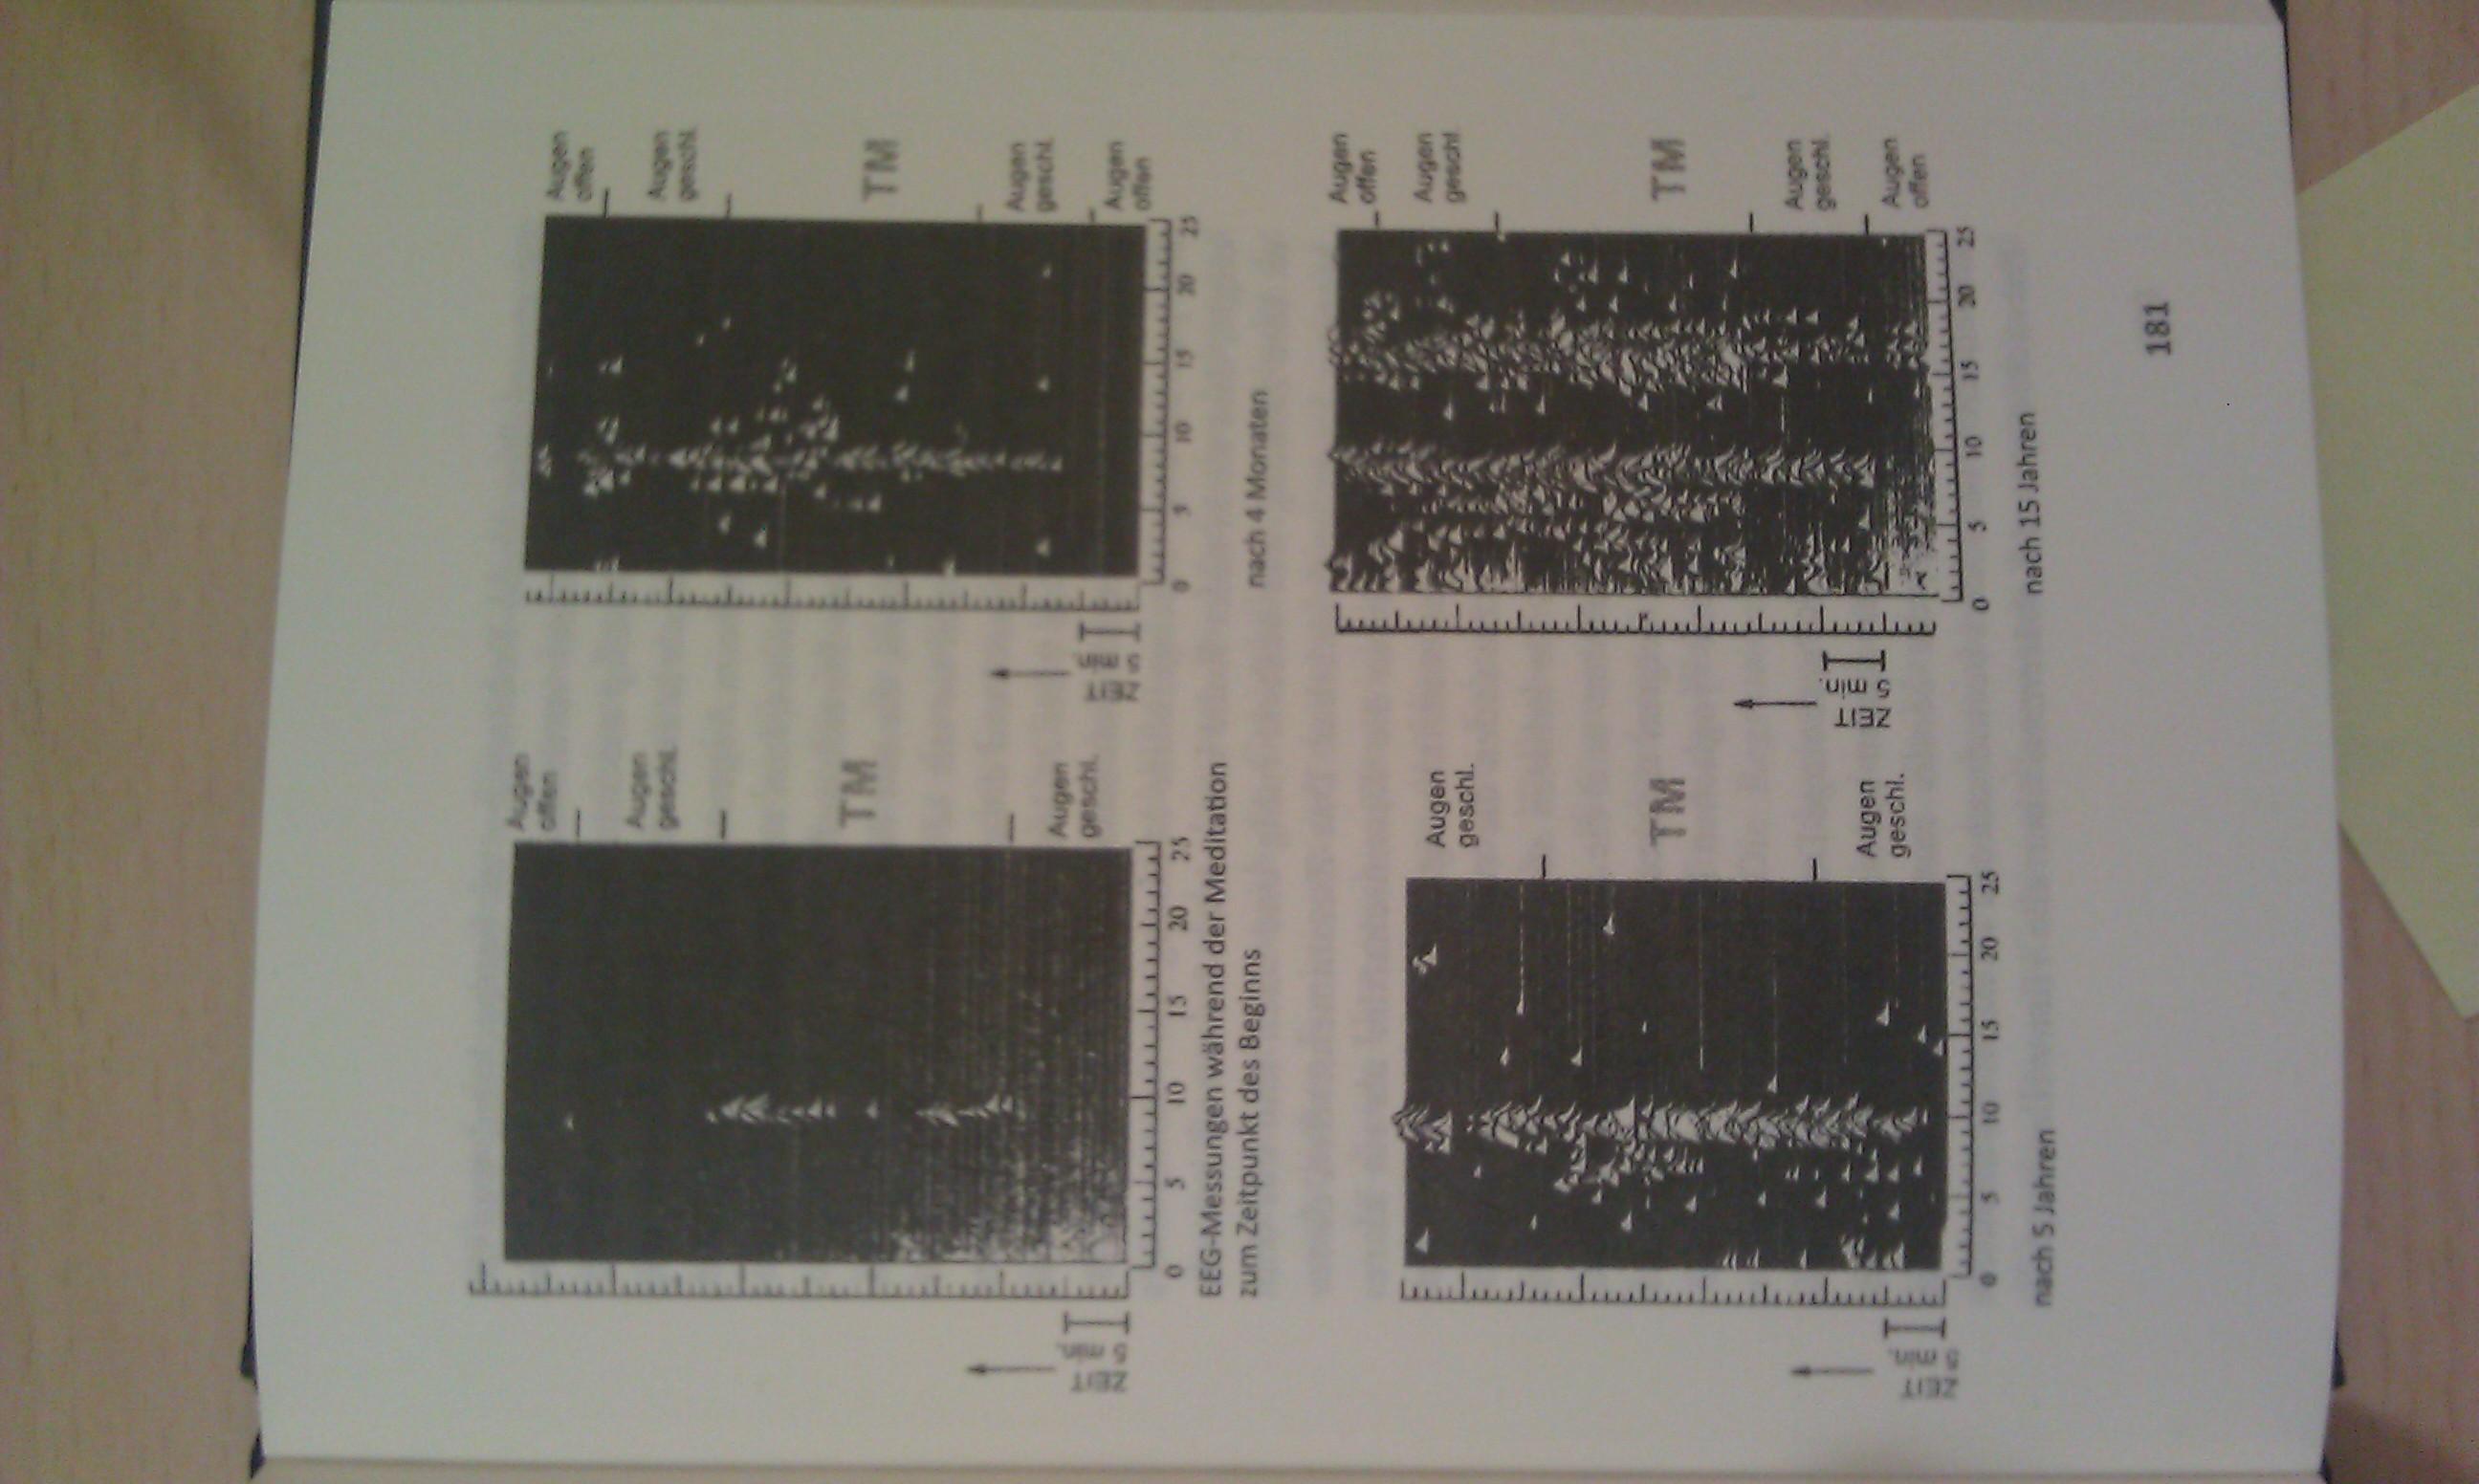 Augen
offen
Augen
geschl.
TM
Augen
geschl.
ZEIT
5 min.
0 5 10 15 20 25
EEG-Messungen während der Meditation
zum Zeitpunkt des Beginns
Augen
offen
Augen
geschl.
TM
Augen
geschl.
Augen
offen
ZEIT
5 min.
0 5 10 15 20 25
nach 4 Monaten
Augen
geschl.
TM
Augen
geschl.
ZEIT
5 min.
0 5 10 15 20 25
nach 5 Jahren
Augen
offen
Augen
geschl.
TM
Augen
geschl.
Augen
offen
ZEIT
5 min.
0 5 10 15 20 25
nach 15 Jahren
181